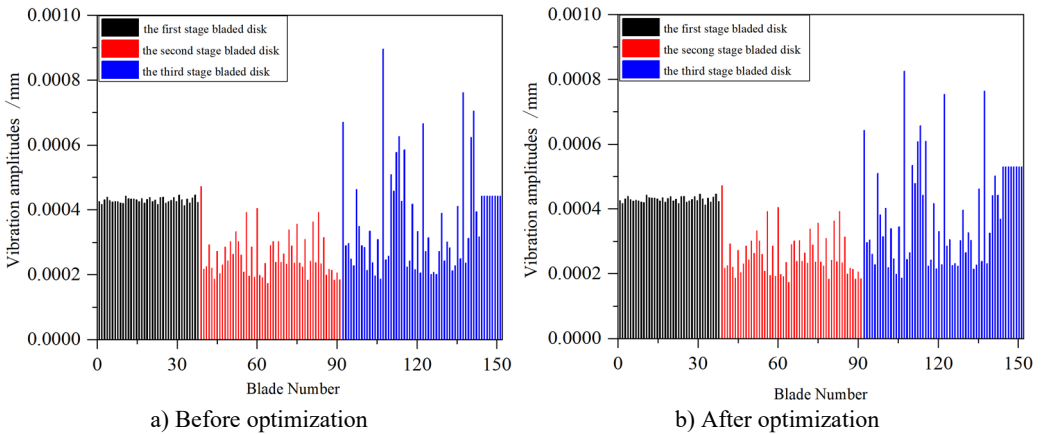 0.0010
0.0008
0.0006
0.0004
0.0002
0.0000
Vibration amplitudes /mm
the first stage bladed disk
the second stage bladed disk
the third stage bladed disk
0 30 60 90 120 150
Blade Number
a) Before optimization
0.0010
0.0008
0.0006
0.0004
0.0002
0.0000
Vibration amplitudes /mm
the first stage bladed disk
the secong stage bladed disk
the third stage bladed disk
0 30 60 90 120 150
Blade Number
b) After optimization